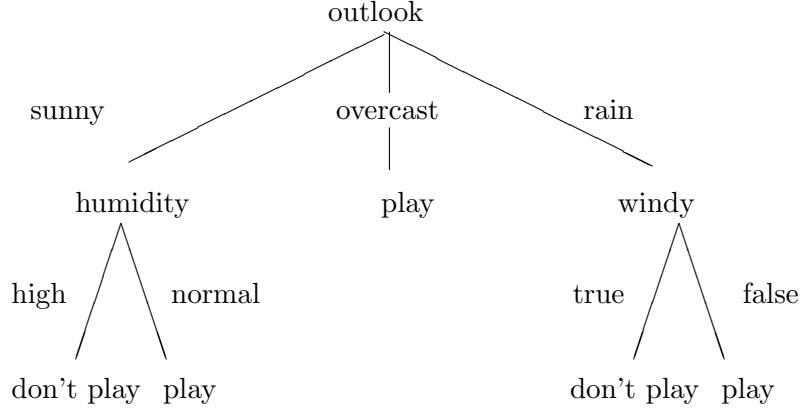 outlook
sunny overcast rain
humidity play windy
high normal true false
don't play play don't play play